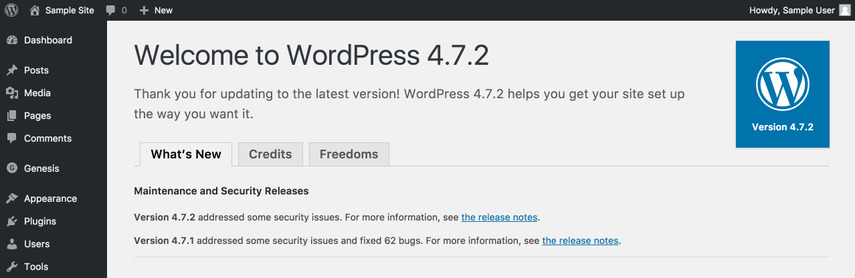 Sample Site 0 New Howdy, Sample User
Dashboard
Posts
Media
Pages
Comments
Genesis
Appearance
Plugins
Users
Tools
Welcome to WordPress 4.7.2
Thank you for updating to the latest version! WordPress 4.7.2 helps you get your site set up
the way you want it.
Version 4.7.2
What's New Credits Freedoms
Maintenance and Security Releases
Version 4.7.2 addressed some security issues. For more information, see the release notes.
Version 4.7.1 addressed some security issues and fixed 62 bugs. For more information, see the release notes.